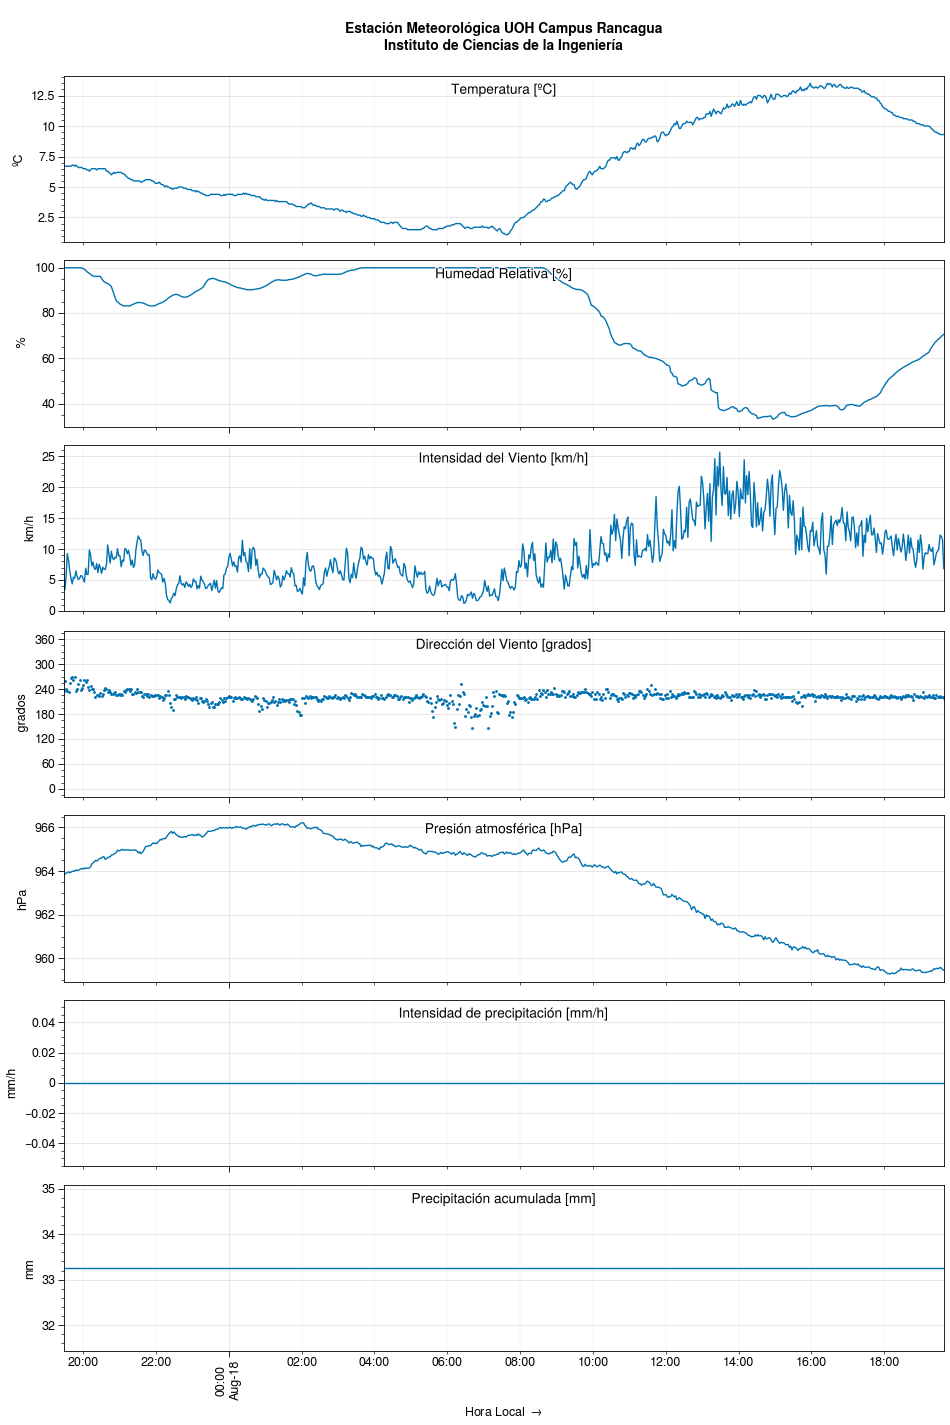 Estación Meteorológica UOH Campus Rancagua
Instituto de Ciencias de la Ingeniería
Temperatura [ºC]
ºC
12.5
10
7.5
5
2.5
Humedad Relativa [%]
%
100
80
60
40
Intensidad del Viento [km/h]
km/h
25
20
15
10
5
0
Dirección del Viento [grados]
grados
360
300
240
180
120
60
0
Presión atmosférica [hPa]
hPa
966
964
962
960
Intensidad de precipitación [mm/h]
mm/h
0.04
0.02
0
−0.02
−0.04
Precipitación acumulada [mm]
mm
35
34
33
32
20:00 22:00 00:00 02:00 04:00 06:00 08:00 10:00 12:00 14:00 16:00 18:00
Aug-18
Hora Local →